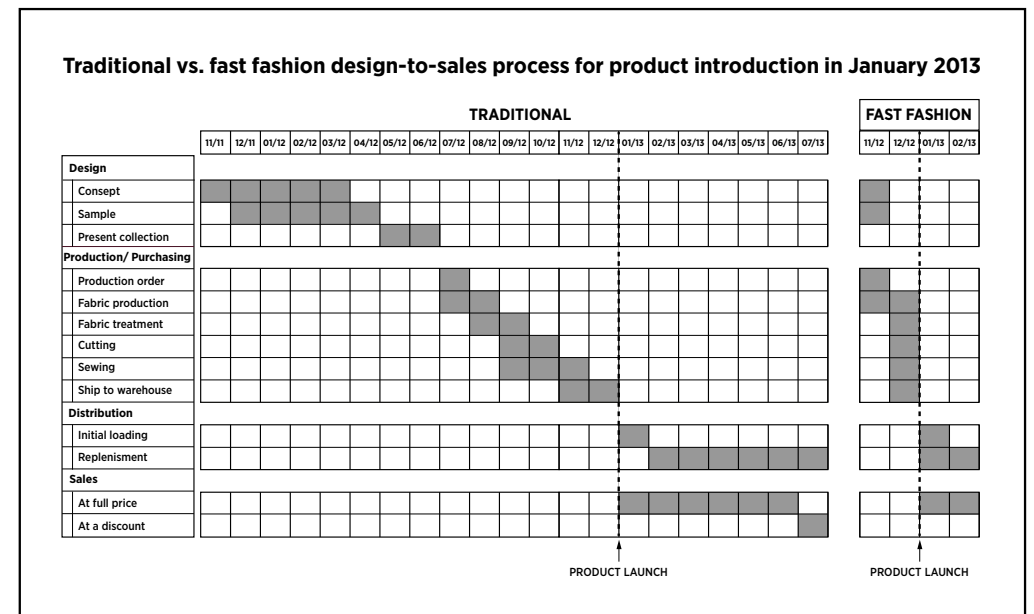 Traditional vs. fast fashion design-to-sales process for product introduction in January 2013
TRADITIONAL
FAST FASHION
11/11 12/11 01/12 02/12 03/12 04/12 05/12 06/12 07/12 08/12 09/12 10/12 11/12 12/12 01/13 02/13 03/13 04/13 05/13 06/13 07/13
11/12 12/12 01/13 02/13
Design
Consept
Sample
Present collection
Production/ Purchasing
Production order
Fabric production
Fabric treatment
Cutting
Sewing
Ship to warehouse
Distribution
Initial loading
Replenisment
Sales
At full price
At a discount
PRODUCT LAUNCH
PRODUCT LAUNCH